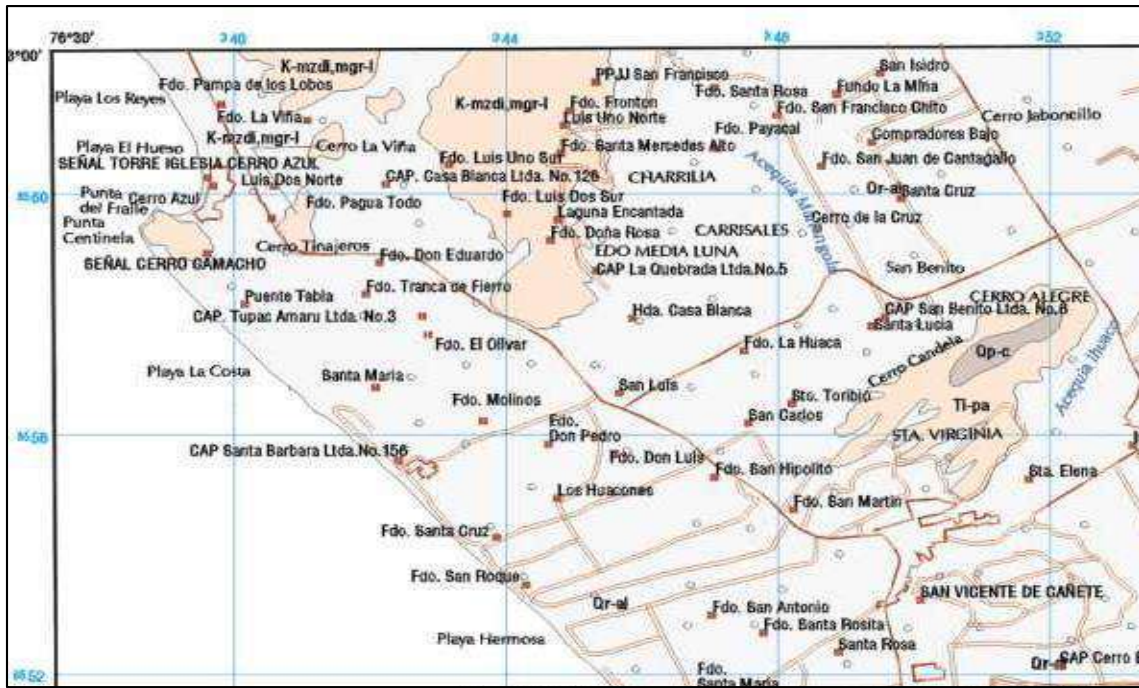 76°30'
340
344
348
352
3°00'
K-mzdi,mgr-l
Fdo. Pampa de los Lobos
Playa Los Reyes
Fdo. La Viña
K-mzdi,mgr-l
Playa El Hueso
Cerro La Viña
SEÑAL TORRE IGLESIA CERRO AZUL
Luis Dos Norte
Punta del Fraile
Cerro Azul
Fdo. Pagua Todo
Punta Centinela
Cerro Tinajeros
SEÑAL CERRO GAMACHO
Fdo. Don Eduardo
Puente Tabla
Fdo. Tranca de Fierro
CAP. Tupac Amaru Ltda. No.3
Fdo. El Olivar
Playa La Costa
Santa Maria
Fdo. Molinos
K-mzdi,mgr-l
PPJJ San Francisco
Fdo. Fronton
Luis Uno Norte
Fdo. Luis Uno Sur
Fdo. Santa Mercedes Alto
CAP. Casa Blanca Ltda. No.126
CHARRILIA
Fdo. Luis Dos Sur
Laguna Encantada
CARRISALES
Fdo. Doña Rosa
EDO MEDIA LUNA
CAP La Quebrada Ltda.No.5
Hda. Casa Blanca
San Isidro
Fdo. Santa Rosa
Fundo La Mina
Fdo. San Francisco Chito
Cerro Jaboncillo
Fdo. Payacal
Compradores Bajo
Fdo. San Juan de Cantagallo
Qr-al
Santa Cruz
Cerro de la Cruz
San Benito
CERRO ALEGRE
CAP San Benito Ltda. No.6
Santa Lucia
Fdo. La Huaca
Cerro Candela
Qp-c
Acequia Ihuaco
San Luis
Sto. Toribio
Ti-pa
San Carlos
STA. VIRGINIA
Fdo. Don Pedro
CAP Santa Barbara Ltda.No.156
Fdo. Don Luis
Fdo. San Hipolito
Sta. Elena
Los Huacones
Fdo. San Martin
Fdo. Santa Cruz
Fdo. San Roque
Qr-al
SAN VICENTE DE CAÑETE
Fdo. San Antonio
Fdo. Santa Rosita
Playa Hermosa
Santa Rosa
Qr-al
CAP Cerro
Fdo. Santa Maria
8552